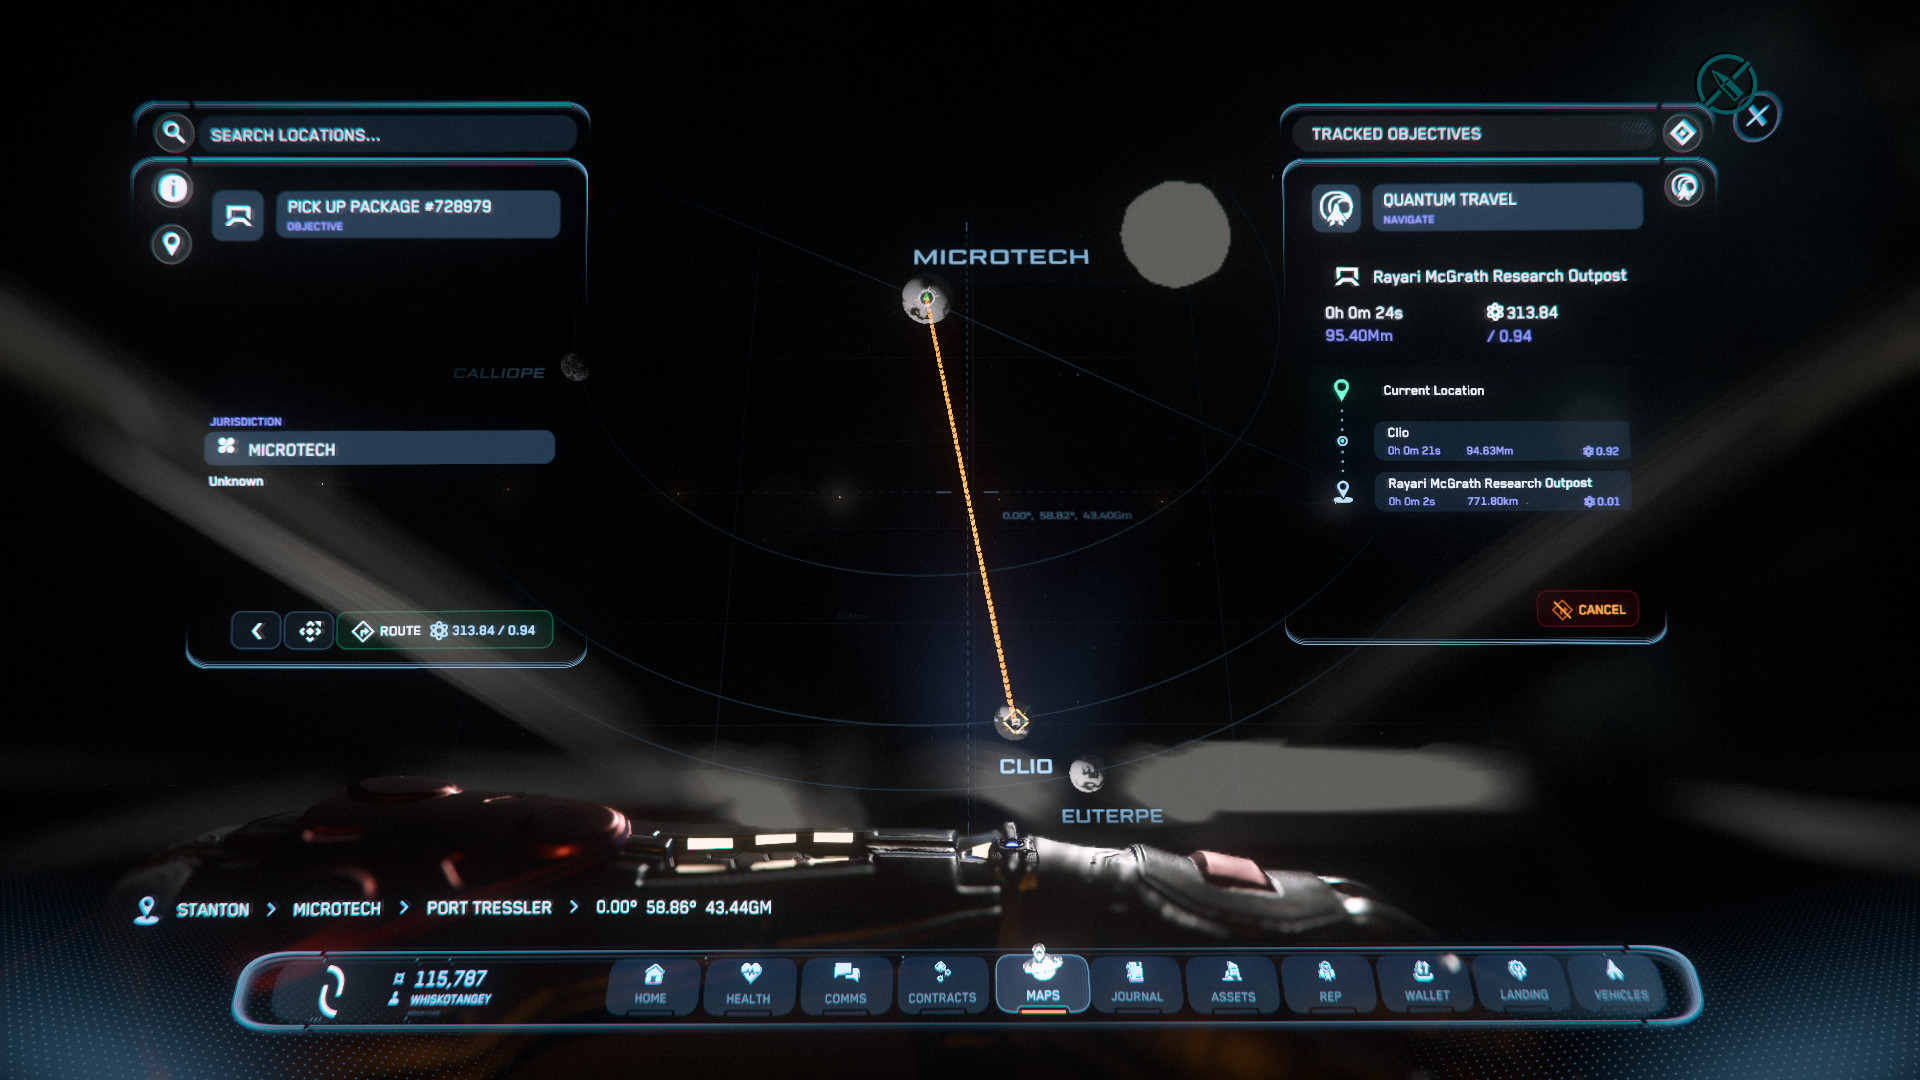 SEARCH LOCATIONS...
PICK UP PACKAGE #728979
OBJECTIVE
JURISDICTION
MICROTECH
Unknown
ROUTE 313.84 / 0.94
MICROTECH
CALLIOPE
0.00°, 58.82°, 43.40Gm
CLIO
EUTERPE
TRACKED OBJECTIVES
QUANTUM TRAVEL
NAVIGATE
Rayari McGrath Research Outpost
0h 0m 24s 313.84
95.40Mm / 0.94
Current Location
Clio
0h 0m 21s 94.63Mm 0.92
Rayari McGrath Research Outpost
0h 0m 2s 771.80km 0.01
CANCEL
STANTON > MICROTECH > PORT TRESSLER > 0.00° 58.86° 43.44GM
115,787
WHISKOTANGEY
HOME
HEALTH
COMMS
CONTRACTS
MAPS
JOURNAL
ASSETS
REP
WALLET
LANDING
VEHICLES